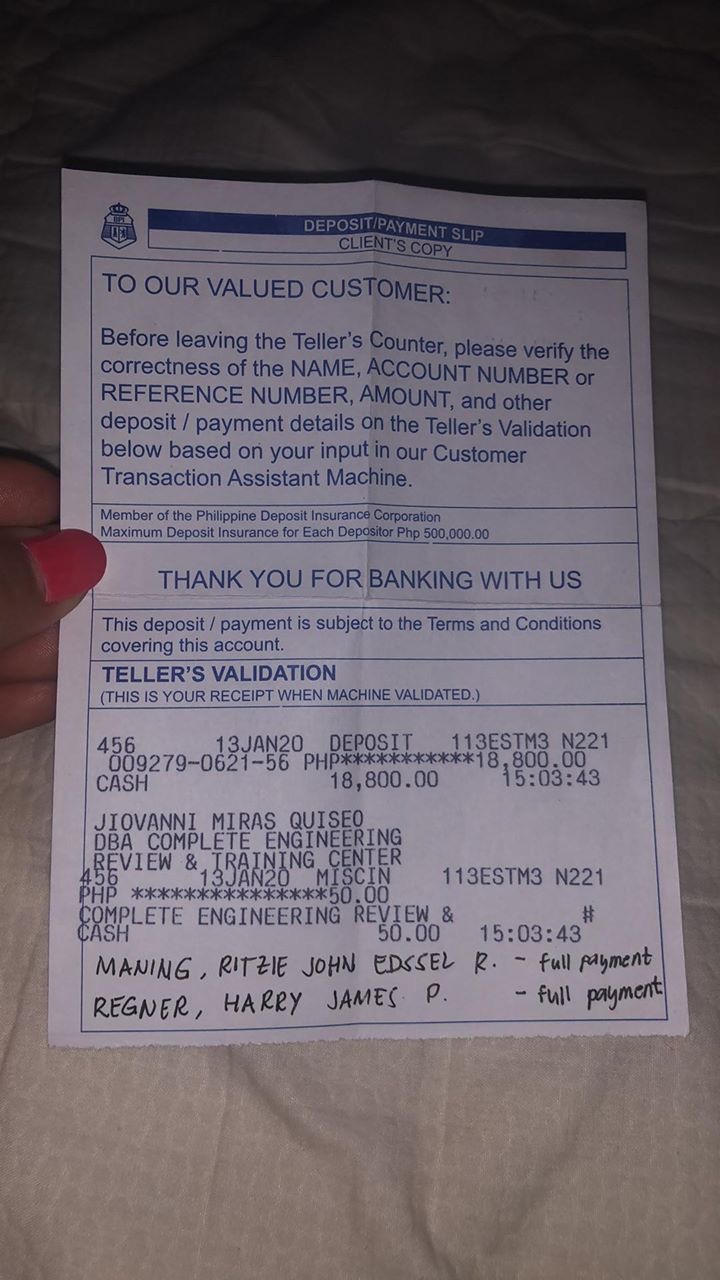 BPI
DEPOSIT/PAYMENT SLIP
CLIENT'S COPY
TO OUR VALUED CUSTOMER:
Before leaving the Teller's Counter, please verify the
correctness of the NAME, ACCOUNT NUMBER or
REFERENCE NUMBER, AMOUNT, and other
deposit / payment details on the Teller's Validation
below based on your input in our Customer
Transaction Assistant Machine.
Member of the Philippine Deposit Insurance Corporation
Maximum Deposit Insurance for Each Depositor Php 500,000.00
THANK YOU FOR BANKING WITH US
This deposit / payment is subject to the Terms and Conditions
covering this account.
TELLER'S VALIDATION
(THIS IS YOUR RECEIPT WHEN MACHINE VALIDATED.)
456 13JAN20 DEPOSIT 113ESTM3 N221
009279-0621-56 PHP***********18,800.00
CASH 18,800.00 15:03:43
JIOVANNI MIRAS QUISEO
DBA COMPLETE ENGINEERING
REVIEW & TRAINING CENTER
456 13JAN20 MISCIN 113ESTM3 N221
PHP ***************50.00
COMPLETE ENGINEERING REVIEW & #
CASH 50.00 15:03:43
MANING, RITZIE JOHN EDSSEL R. - full payment
REGNER, HARRY JAMES P. - full payment